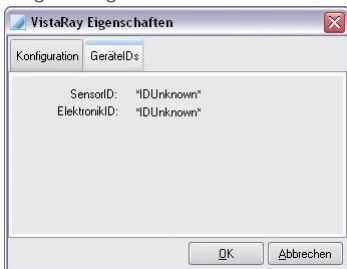 VistaRay Eigenschaften
Konfiguration GeräteIDs
SensorID: *IDUnknown*
ElektronikID: *IDUnknown*
OK Abbrechen